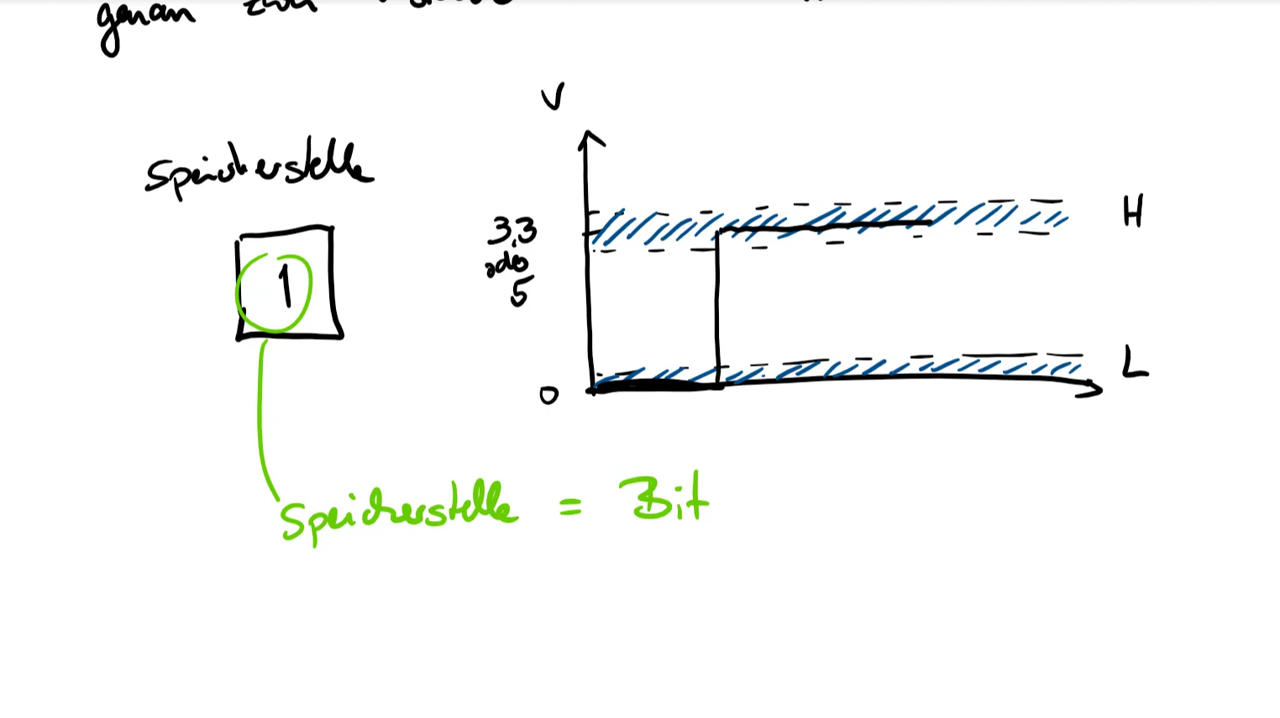 genau zwei
V
Speicherstelle
1
3,3
oder
5
0
H
L
Speicherstelle = Bit